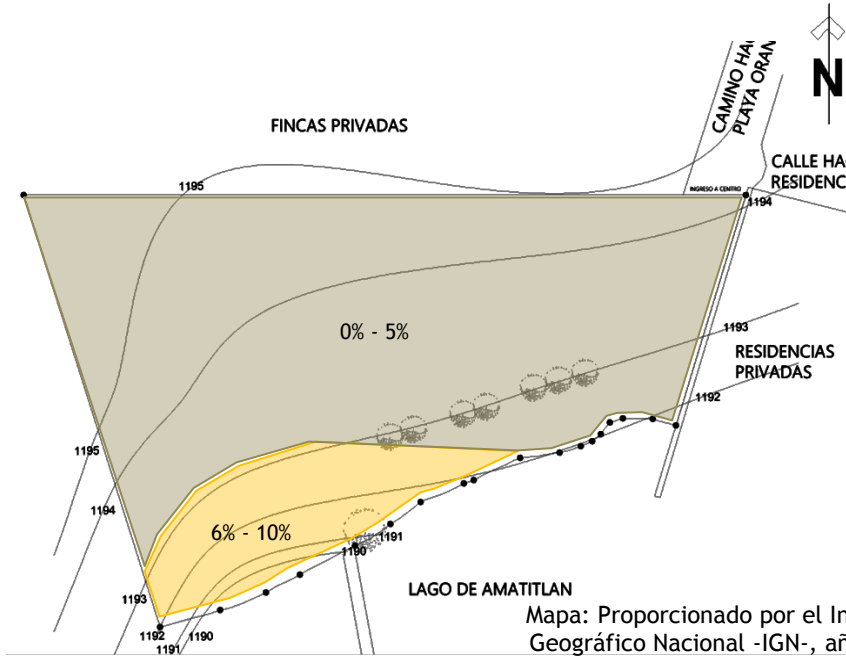 CAMINO HA
PLAYA ORAN
N
FINCAS PRIVADAS
CALLE HA
RESIDENC
1195
INGRESO A CENTRO
1194
0% - 5%
1193
RESIDENCIAS
PRIVADAS
1192
1195
1194
6% - 10%
1191
1190
1193
LAGO DE AMATITLAN
1192
1190
1191
Mapa: Proporcionado por el In
Geográfico Nacional -IGN-, añ